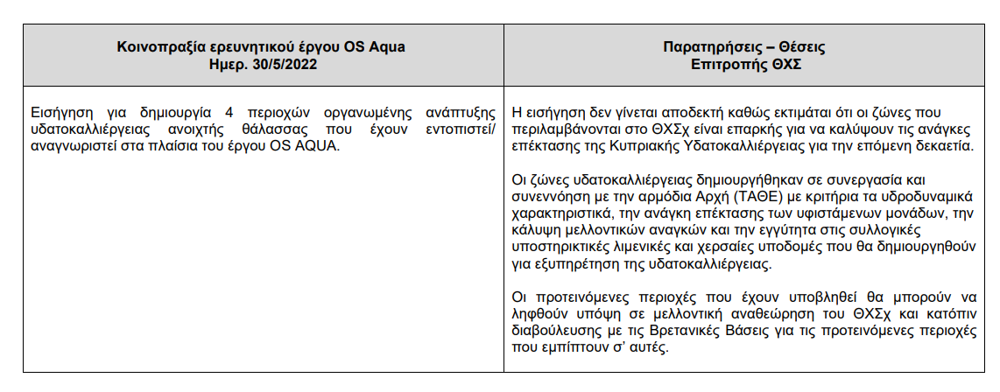 Κοινοπραξία ερευνητικού έργου OS Aqua
Ημερ. 30/5/2022
Παρατηρήσεις – Θέσεις
Επιτροπής ΘΧΣ
Εισήγηση για δημιουργία 4 περιοχών οργανωμένης ανάπτυξης
υδατοκαλλιέργειας ανοιχτής θάλασσας που έχουν εντοπιστεί/
αναγνωριστεί στα πλαίσια του έργου OS AQUA.
Η εισήγηση δεν γίνεται αποδεκτή καθώς εκτιμάται ότι οι ζώνες που
περιλαμβάνονται στο ΘΧΣχ είναι επαρκής για να καλύψουν τις ανάγκες
επέκτασης της Κυπριακής Υδατοκαλλιέργειας για την επόμενη δεκαετία.
Οι ζώνες υδατοκαλλιέργειας δημιουργήθηκαν σε συνεργασία και
συνεννόηση με την αρμόδια Αρχή (ΤΑΘΕ) με κριτήρια τα υδροδυναμικά
χαρακτηριστικά, την ανάγκη επέκτασης των υφιστάμενων μονάδων, την
κάλυψη μελλοντικών αναγκών και την εγγύτητα στις συλλογικές
υποστηρικτικές λιμενικές και χερσαίες υποδομές που θα δημιουργηθούν
για εξυπηρέτηση της υδατοκαλλιέργειας.
Οι προτεινόμενες περιοχές που έχουν υποβληθεί θα μπορούν να
ληφθούν υπόψη σε μελλοντική αναθεώρηση του ΘΧΣχ και κατόπιν
διαβούλευσης με τις Βρετανικές Βάσεις για τις προτεινόμενες περιοχές
που εμπίπτουν σ’ αυτές.